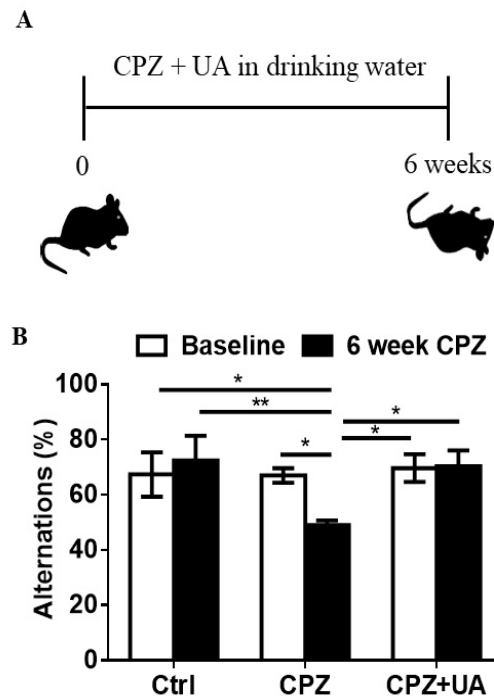 A
CPZ + UA in drinking water
0
6 weeks
B
Baseline
6 week CPZ
Alternations (%)
100
80
60
40
20
0
*
**
*
*
*
Ctrl
CPZ
CPZ+UA